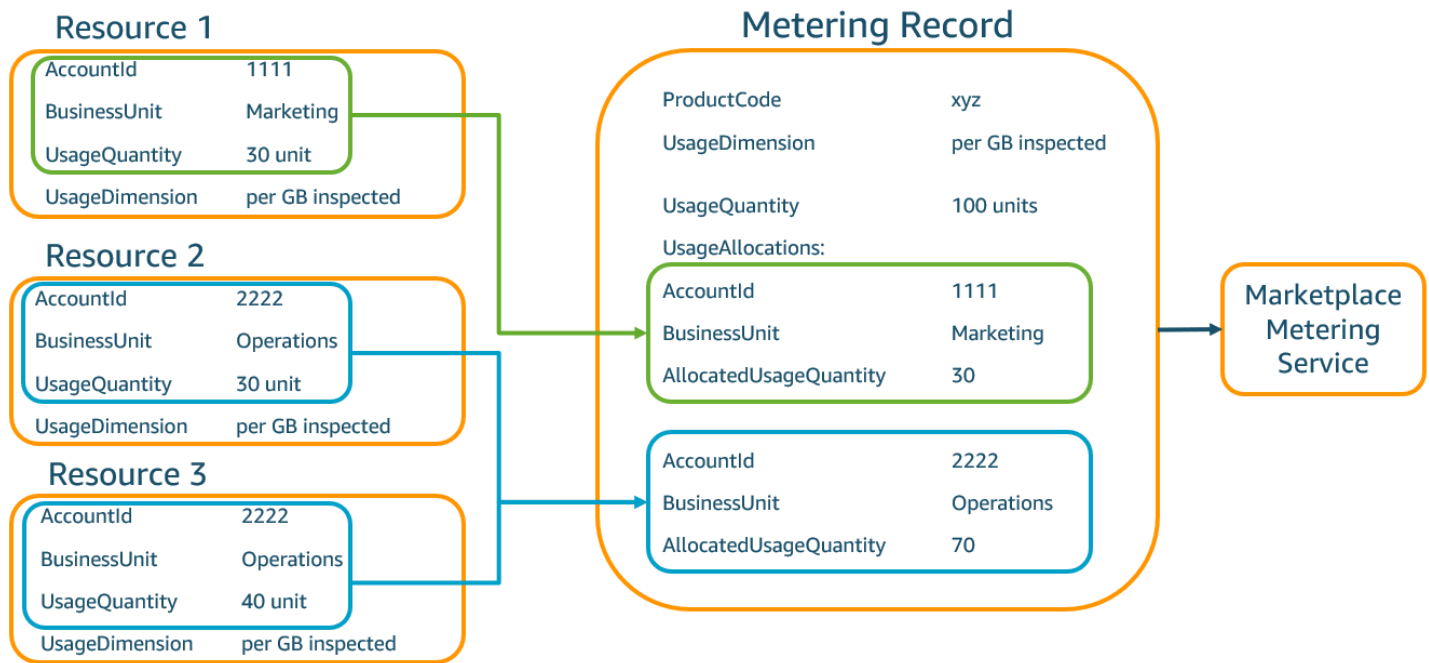 Resource 1
AccountId 1111
BusinessUnit Marketing
UsageQuantity 30 unit
UsageDimension per GB inspected
Resource 2
AccountId 2222
BusinessUnit Operations
UsageQuantity 30 unit
UsageDimension per GB inspected
Resource 3
AccountId 2222
BusinessUnit Operations
UsageQuantity 40 unit
UsageDimension per GB inspected
Metering Record
ProductCode xyz
UsageDimension per GB inspected
UsageQuantity 100 units
UsageAllocations:
AccountId 1111
BusinessUnit Marketing
AllocatedUsageQuantity 30
AccountId 2222
BusinessUnit Operations
AllocatedUsageQuantity 70
Marketplace
Metering
Service